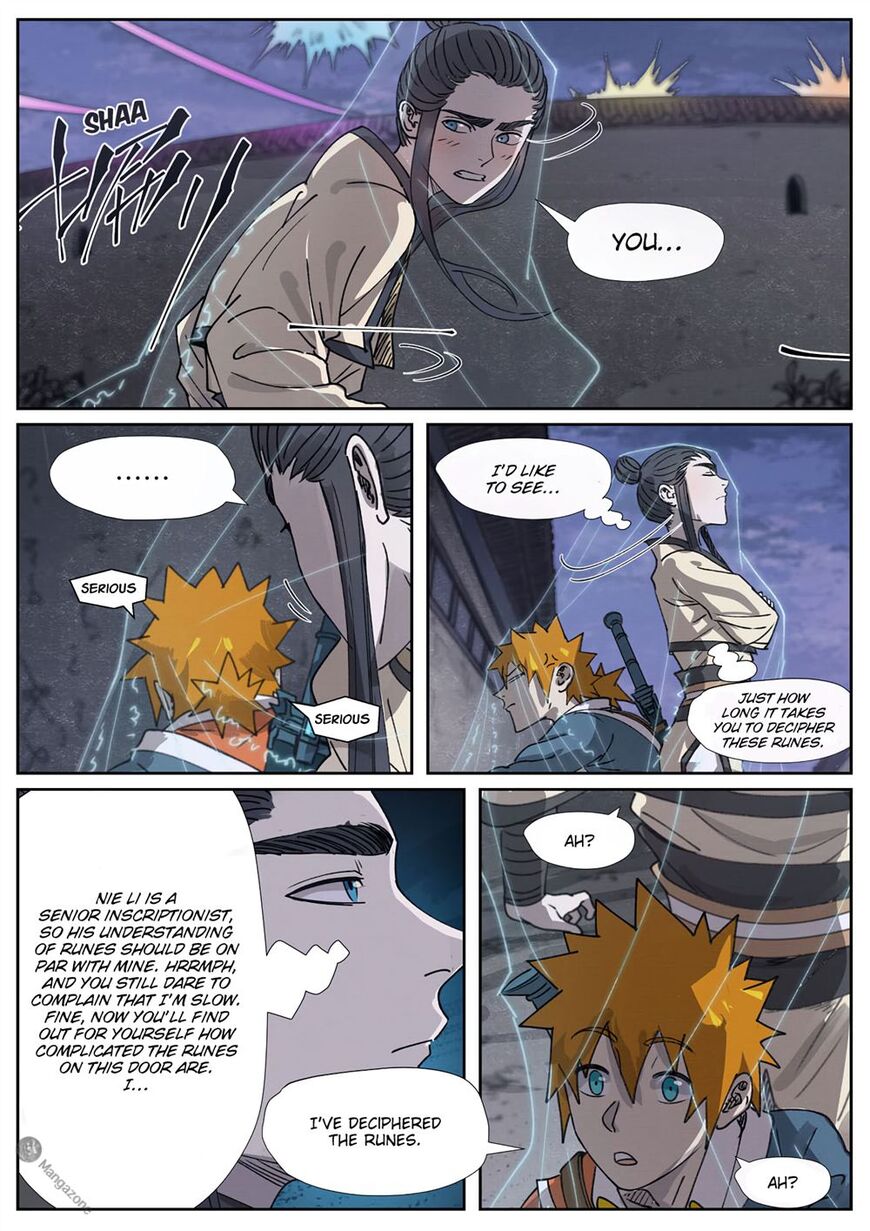 SHAA
YOU...
......
SERIOUS
SERIOUS
I'D LIKE
TO SEE...
JUST HOW
LONG IT TAKES
YOU TO DECIPHER
THESE RUNES.
NIE LI IS A
SENIOR INSCRIPTIONIST,
SO HIS UNDERSTANDING
OF RUNES SHOULD BE ON
PAR WITH MINE. HRRMPH,
AND YOU STILL DARE TO
COMPLAIN THAT I'M SLOW.
FINE, NOW YOU'LL FIND
OUT FOR YOURSELF HOW
COMPLICATED THE RUNES
ON THIS DOOR ARE.
I...
I'VE DECIPHERED
THE RUNES.
AH?
AH?
Mangazone